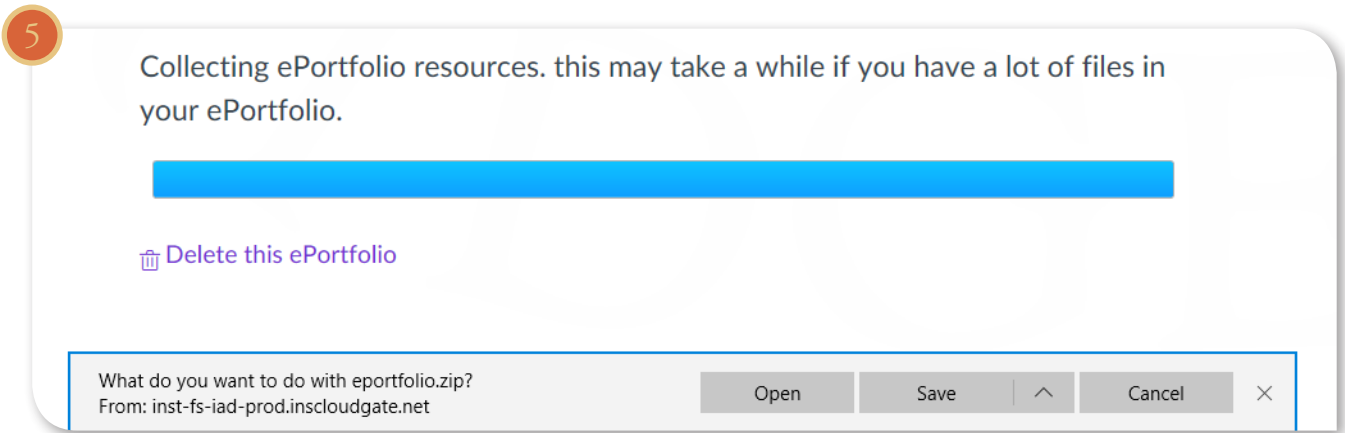 5
Collecting ePortfolio resources. this may take a while if you have a lot of files in
your ePortfolio.
Delete this ePortfolio
What do you want to do with eportfolio.zip?
From: inst-fs-iad-prod.inscloudgate.net
Open Save Cancel